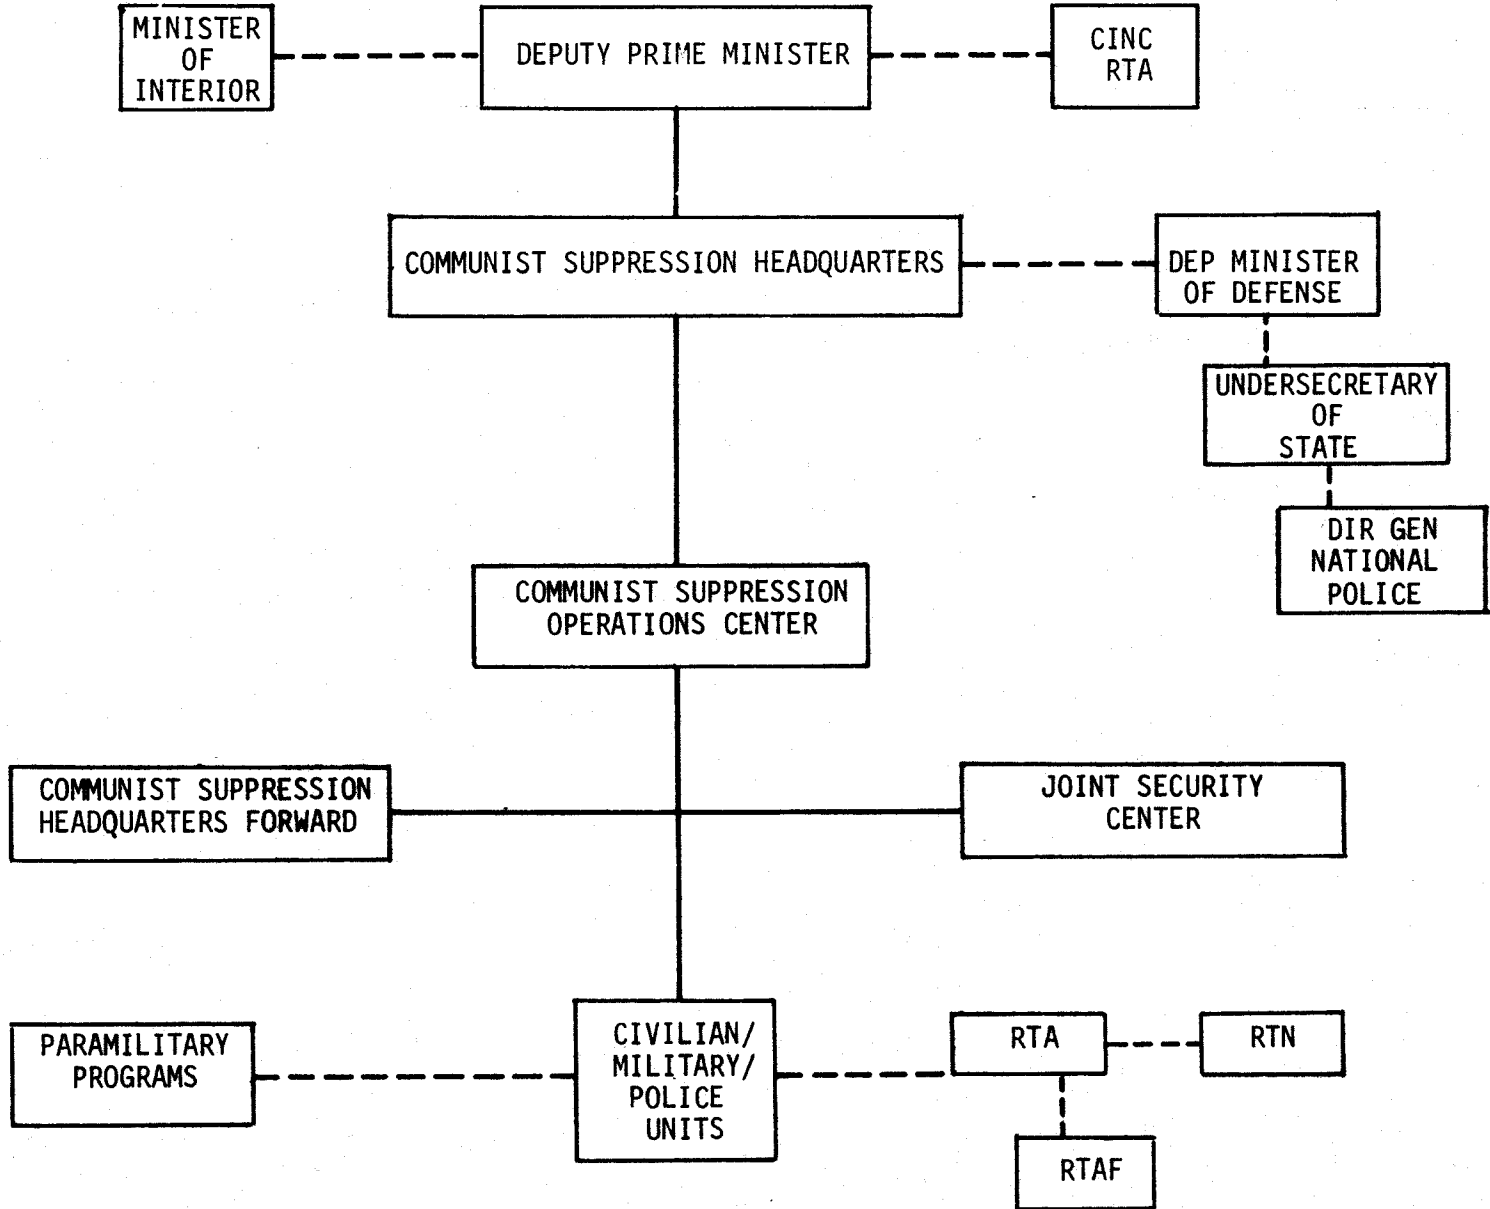 MINISTER
OF
INTERIOR
DEPUTY PRIME MINISTER
CINC
RTA
COMMUNIST SUPPRESSION HEADQUARTERS
DEP MINISTER
OF DEFENSE
UNDERSECRETARY
OF
STATE
DIR GEN
NATIONAL
POLICE
COMMUNIST SUPPRESSION
OPERATIONS CENTER
COMMUNIST SUPPRESSION
HEADQUARTERS FORWARD
JOINT SECURITY
CENTER
PARAMILITARY
PROGRAMS
CIVILIAN/
MILITARY/
POLICE
UNITS
RTA
RTN
RTAF